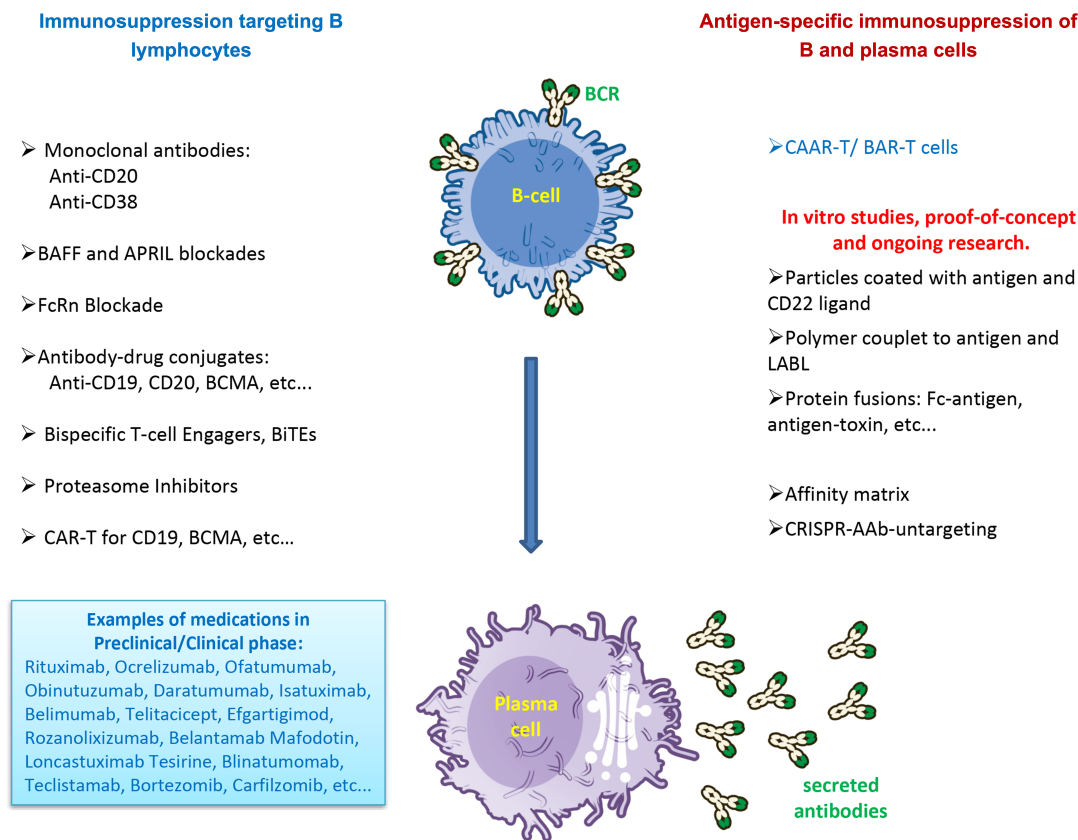 Immunosuppression targeting B
lymphocytes
➢ Monoclonal antibodies:
Anti-CD20
Anti-CD38
➢BAFF and APRIL blockades
➢FcRn Blockade
➢Antibody-drug conjugates:
Anti-CD19, CD20, BCMA, etc...
➢ Bispecific T-cell Engagers, BiTEs
➢ Proteasome Inhibitors
➢ CAR-T for CD19, BCMA, etc...
Examples of medications in
Preclinical/Clinical phase:
Rituximab, Ocrelizumab, Ofatumumab,
Obinutuzumab, Daratumumab, Isatuximab,
Belimumab, Telitacicept, Efgartigimod,
Rozanolixizumab, Belantamab Mafodotin,
Loncastuximab Tesirine, Blinatumomab,
Teclistamab, Bortezomib, Carfilzomib, etc...
BCR
B-cell
Plasma
cell
secreted
antibodies
Antigen-specific immunosuppression of
B and plasma cells
➢CAAR-T/ BAR-T cells
In vitro studies, proof-of-concept
and ongoing research.
➢Particles coated with antigen and
CD22 ligand
➢Polymer couplet to antigen and
LABL
➢Protein fusions: Fc-antigen,
antigen-toxin, etc...
➢Affinity matrix
➢CRISPR-AAb-untargeting